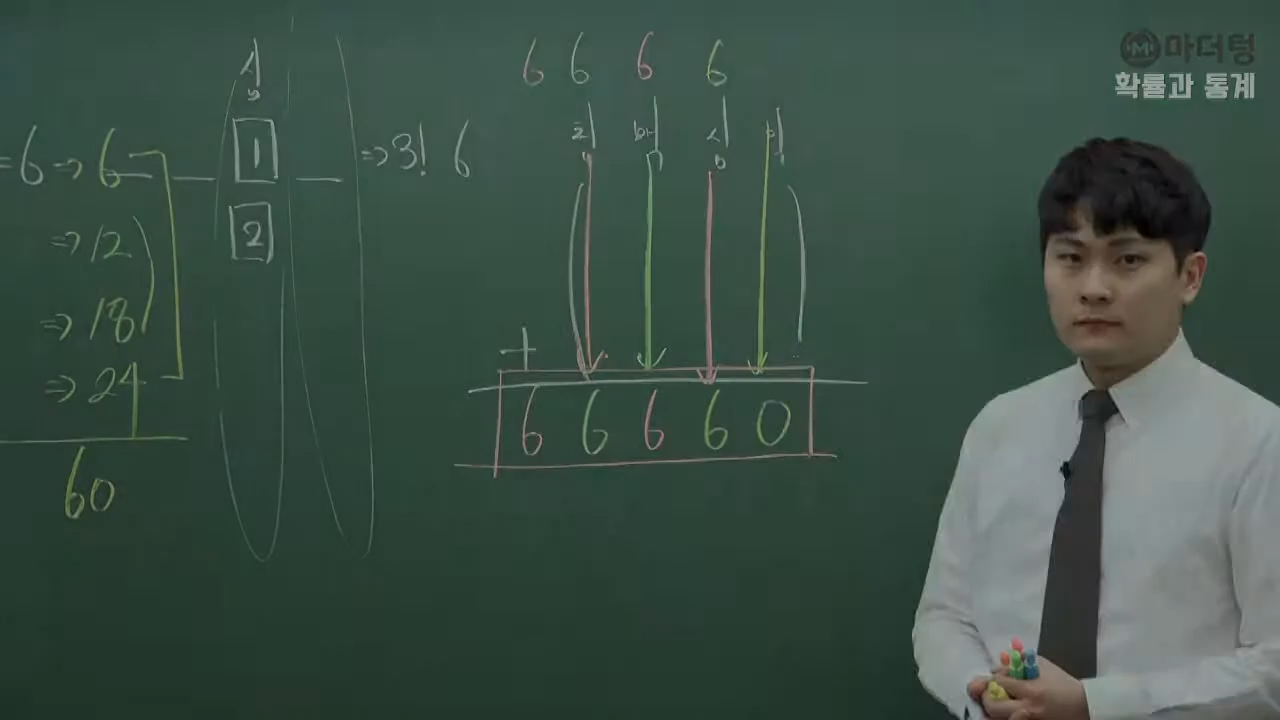 마더텅
확률과 통계
6 6 6 6
천 백 십 일
=6 ⇒ 6
1
⇒ 3! 6
⇒ 12
2
⇒ 18
⇒ 24
+
6 6 6 6 0
60